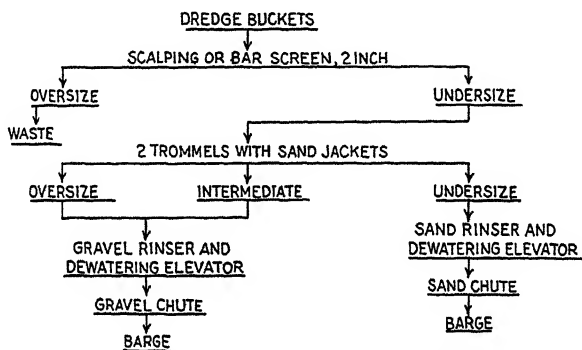 DREDGE BUCKETS
SCALPING OR BAR SCREEN, 2 INCH
OVERSIZE
UNDERSIZE
WASTE
2 TROMMELS WITH SAND JACKETS
OVERSIZE
INTERMEDIATE
UNDERSIZE
GRAVEL RINSER AND
DEWATERING ELEVATOR
SAND RINSER AND
DEWATERING ELEVATOR
GRAVEL CHUTE
SAND CHUTE
BARGE
BARGE